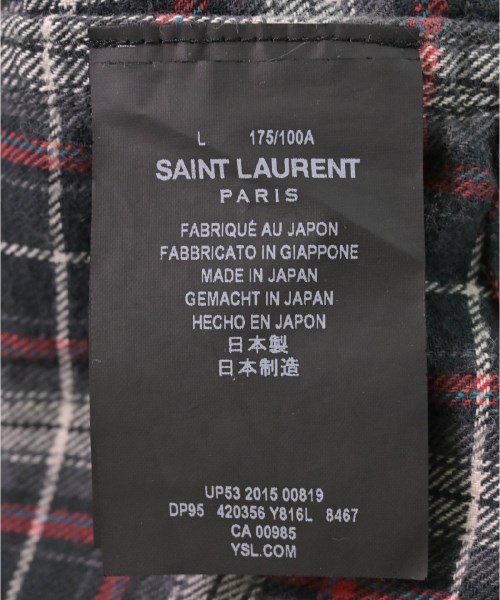 L 175/100A
SAINT LAURENT
PARIS
FABRIQUÉ AU JAPON
FABBRICATO IN GIAPPONE
MADE IN JAPAN
GEMACHT IN JAPAN
HECHO EN JAPON
日本製
日本制造
UP53 2015 00819
DP95 420356 Y816L 8467
CA 00985
YSL.COM